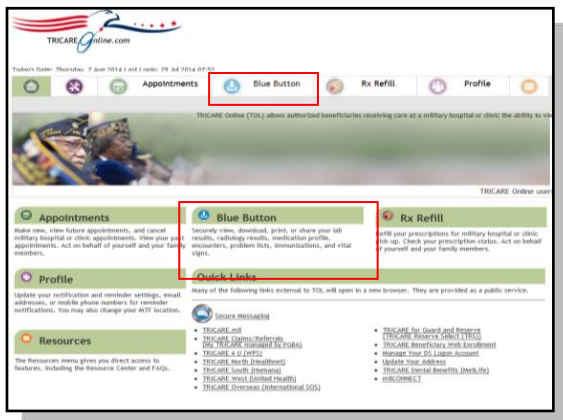 TRICARE Online.com
Today's Date: Thursday, 7 Aug 2014 Last Login: 29 Jul 2014 07:52
Appointments
Blue Button
Rx Refill
Profile
TRICARE Online (TOL) allows authorized beneficiaries receiving care at a military hospital or clinic the ability to vie
TRICARE Online user
Appointments
Make new, view future appointments, and cancel
military hospital or clinic appointments. View your past
appointments. Act on behalf of yourself and your family
members.
Blue Button
Securely view, download, print, or share your lab
results, radiology results, medication profile,
encounters, problem lists, immunizations, and vital
signs.
Rx Refill
Refill your prescriptions for military hospital or clinic
pick-up. Check your prescription status. Act on behalf
of yourself and your family members.
Profile
Update your notification and reminder settings, email
addresses, or mobile phone numbers for reminder
notifications. You may also change your MTF location.
Resources
The Resources menu gives you direct access to
features, including the Resource Center and FAQs.
Quick Links
Many of the following links external to TOL will open in a new browser. They are provided as a public service.
Secure Messaging
TRICARE.mil
TRICARE Claims/Referrals
(My TRICARE managed by PGBA)
TRICARE 4 U (WPS)
TRICARE North (Healthnet)
TRICARE South (Humana)
TRICARE West (United Health)
TRICARE Overseas (International SOS)
TRICARE for Guard and Reserve
(TRICARE Reserve Select (TRS))
TRICARE Beneficiary Web Enrollment
Manage Your DS Logon Account
Update Your Address
TRICARE Dental Benefits (MetLife)
milCONNECT